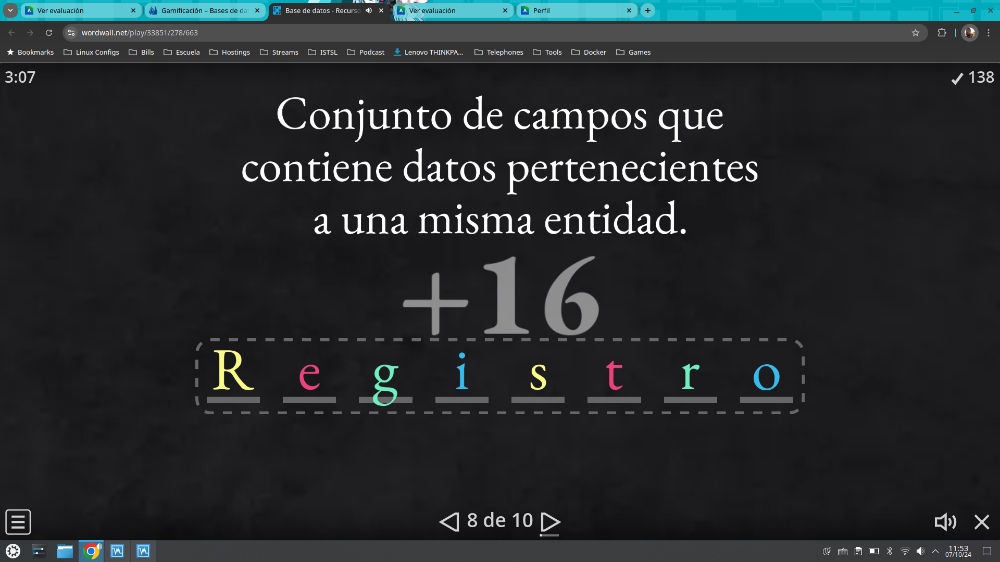 Ver evaluación
Gamificación – Bases de da
Base de datos - Recurso
Ver evaluación
Perfil
wordwall.net/play/33851/278/663
Bookmarks Linux Configs Bills Escuela Hostings Streams ISTSL Podcast Lenovo THINKPA... Telephones Tools Docker Games
3:07
138
Conjunto de campos que
contiene datos pertenecientes
a una misma entidad.
+16
Registro
8 de 10
11:53
07/10/24